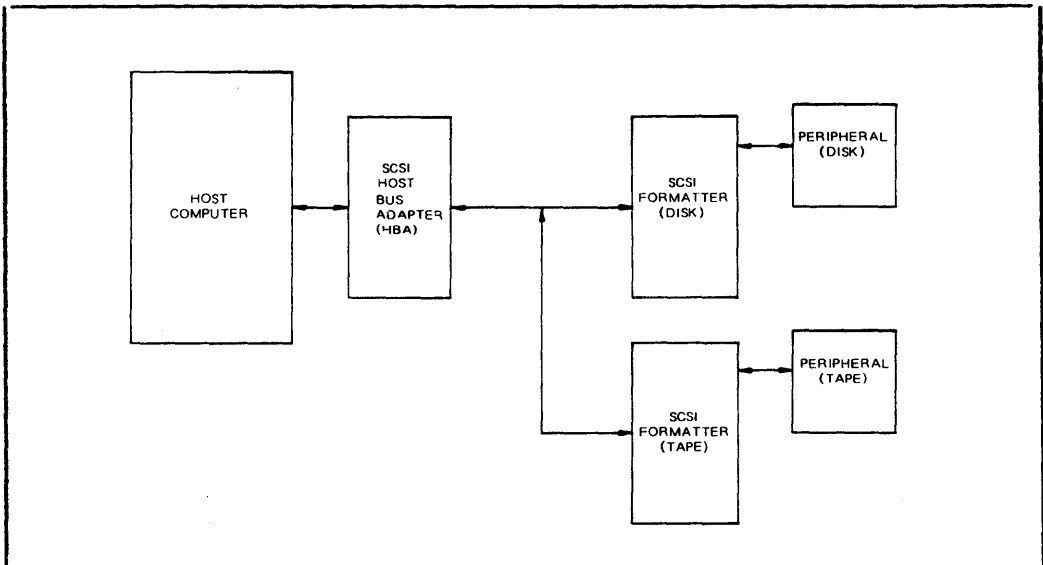 HOST
COMPUTER
SCSI
HOST
BUS
ADAPTER
(HBA)
SCSI
FORMATTER
(DISK)
PERIPHERAL
(DISK)
SCSI
FORMATTER
(TAPE)
PERIPHERAL
(TAPE)